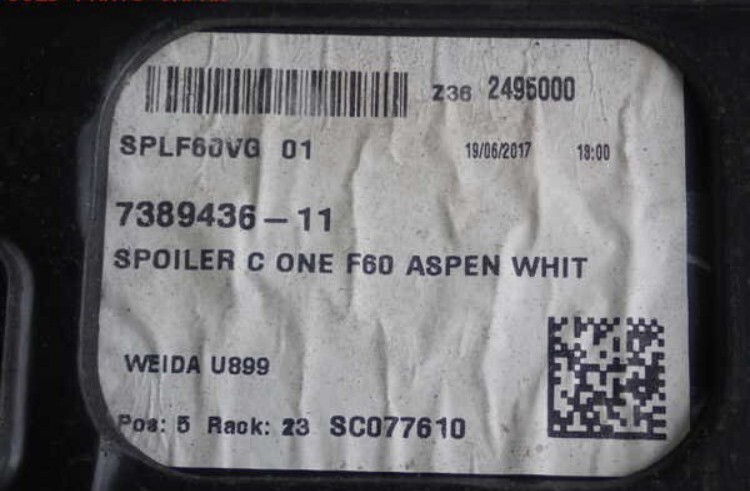 Z36 2495000
SPLF60VG 01 19/06/2017 18:00
7389436-11
SPOILER C ONE F60 ASPEN WHIT
WEIDA U899
Pos: 5 Rack: 23 SC077610